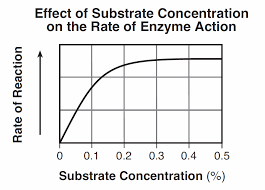 Effect of Substrate Concentration
on the Rate of Enzyme Action
Rate of Reaction
0 0.1 0.2 0.3 0.4 0.5
Substrate Concentration (%)